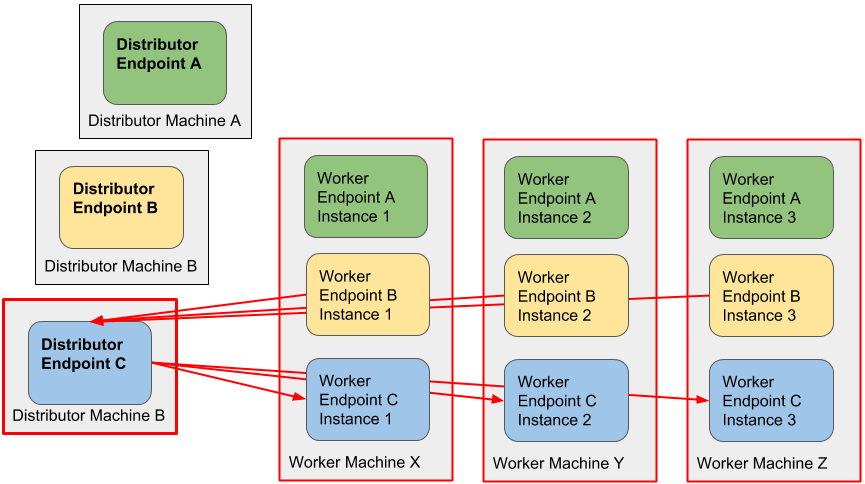 Distributor
Endpoint A
Distributor Machine A
Distributor
Endpoint B
Distributor Machine B
Distributor
Endpoint C
Distributor Machine B
Worker
Endpoint A
Instance 1
Worker
Endpoint B
Instance 1
Worker
Endpoint C
Instance 1
Worker Machine X
Worker
Endpoint A
Instance 2
Worker
Endpoint B
Instance 2
Worker
Endpoint C
Instance 2
Worker Machine Y
Worker
Endpoint A
Instance 3
Worker
Endpoint B
Instance 3
Worker
Endpoint C
Instance 3
Worker Machine Z